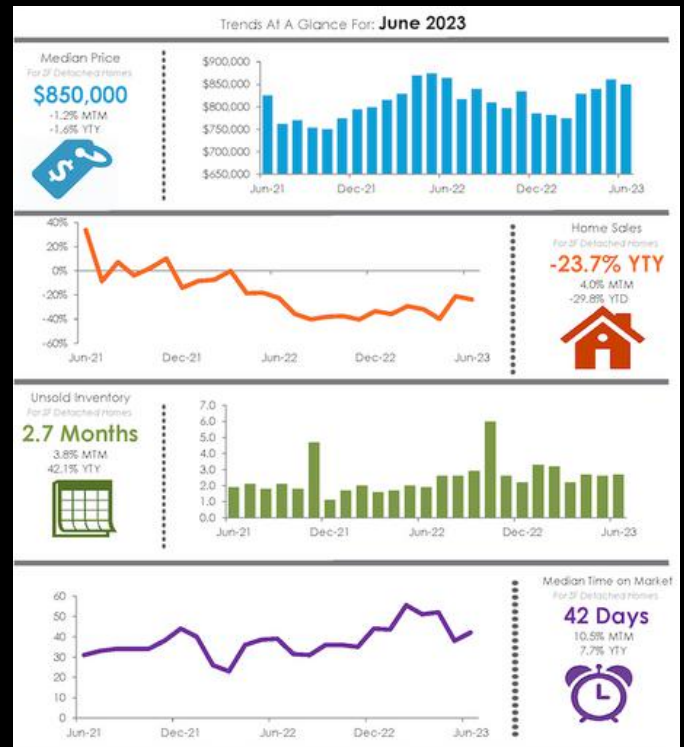 Trends At A Glance For: June 2023
Median Price
For SF Detached Homes
$850,000
-1.2% MTM
-1.6% YTY
$
$900,000
$850,000
$800,000
$750,000
$700,000
$650,000
Jun-21 Dec-21 Jun-22 Dec-22 Jun-23
40%
20%
0%
-20%
-40%
-60%
Jun-21 Dec-21 Jun-22 Dec-22 Jun-23
Home Sales
For SF Detached Homes
-23.7% YTY
4.0% MTM
-29.8% YTD
Unsold Inventory
For SF Detached Homes
2.7 Months
3.8% MTM
42.1% YTY
7.0
6.0
5.0
4.0
3.0
2.0
1.0
0.0
Jun-21 Dec-21 Jun-22 Dec-22 Jun-23
60
50
40
30
20
10
0
Jun-21 Dec-21 Jun-22 Dec-22 Jun-23
Median Time on Market
For SF Detached Homes
42 Days
10.5% MTM
7.7% YTY